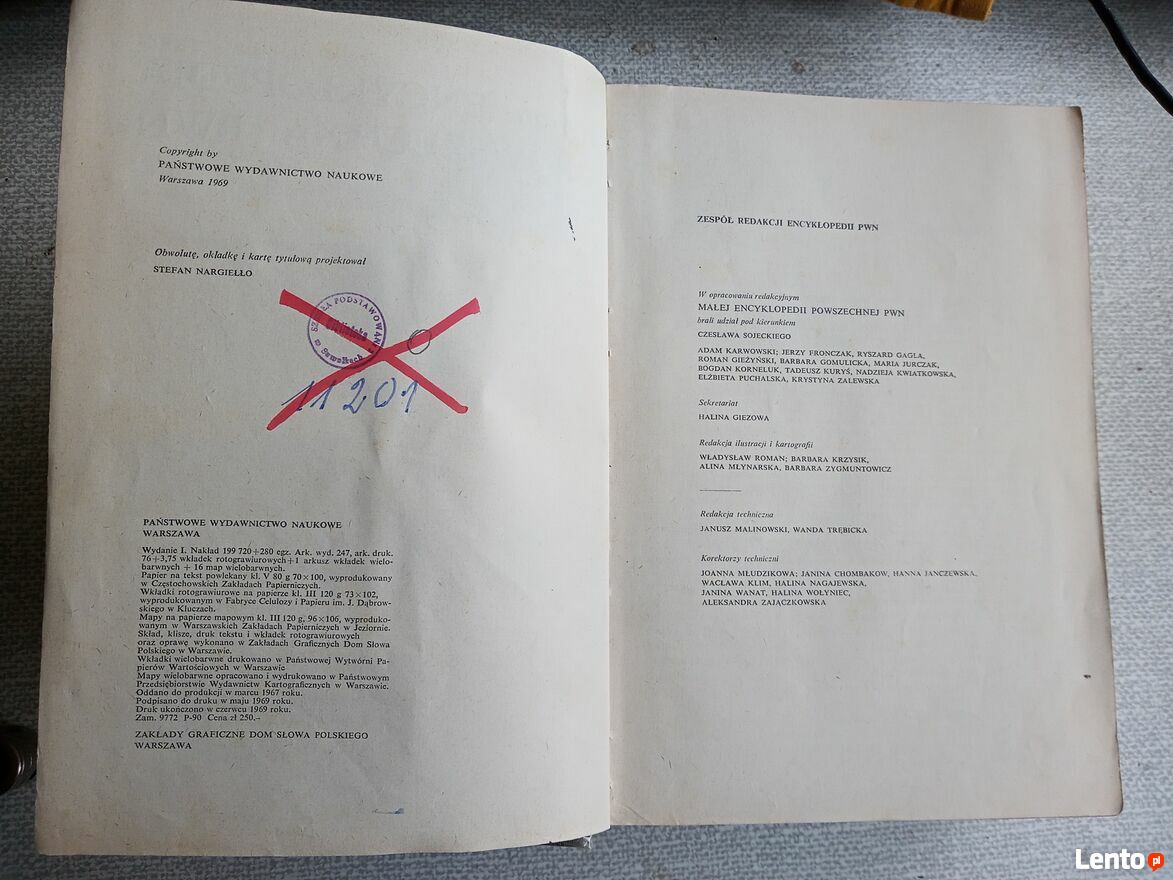 Copyright by
PAŃSTWOWE WYDAWNICTWO NAUKOWE
Warszawa 1969
Obwolutę, okładkę i kartę tytułową projektował
STEFAN NARGIEŁŁO
SZKOŁA PODSTAWOWA
Biblioteka
11201
PAŃSTWOWE WYDAWNICTWO NAUKOWE
WARSZAWA
Wydanie I. Nakład 199 720+280 egz. Ark. wyd. 247, ark. druk.
76+3,75 wkładek rotograwiurowych+1 arkusz wkładek wielo-
barwnych + 16 map wielobarwnych.
Papier na tekst powlekany kl. V 80 g 70×100, wyprodukowany
w Częstochowskich Zakładach Papierniczych.
Wkładki rotograwiurowe na papierze kl. III 120 g 73×102,
wyprodukowanym w Fabryce Celulozy i Papieru im. J. Dąbrow-
skiego w Kluczach.
Mapy na papierze mapowym kl. III 120 g, 96×106, wyproduko-
wanym w Warszawskich Zakładach Papierniczych w Jeziornie.
Skład, klisze, druk tekstu i wkładek rotograwiurowych
oraz oprawę wykonano w Zakładach Graficznych Dom Słowa
Polskiego w Warszawie.
Wkładki wielobarwne drukowano w Państwowej Wytwórni Pa-
pierów Wartościowych w Warszawie
Mapy wielobarwne opracowano i wydrukowano w Państwowym
Przedsiębiorstwie Wydawnictw Kartograficznych w Warszawie.
Oddano do produkcji w marcu 1967 roku.
Podpisano do druku w maju 1969 roku.
Druk ukończono w czerwcu 1969 roku.
Zam. 9772 P-90 Cena zł 250.-
ZAKŁADY GRAFICZNE DOM SŁOWA POLSKIEGO
WARSZAWA
ZESPÓŁ REDAKCJI ENCYKLOPEDII PWN
W opracowaniu redakcyjnym
MAŁEJ ENCYKLOPEDII POWSZECHNEJ PWN
brali udział pod kierunkiem
CZESŁAWA SOJECKIEGO
ADAM KARWOWSKI; JERZY FRONCZAK, RYSZARD GAGLA,
ROMAN GIEŻYŃSKI, BARBARA GOMULICKA, MARIA JURCZAK,
BOGDAN KORNELUK, TADEUSZ KURYŚ, NADZIEJA KWIATKOWSKA,
ELŻBIETA PUCHALSKA, KRYSTYNA ZALEWSKA
Sekretariat
HALINA GIEZOWA
Redakcja ilustracji i kartografii
WŁADYSŁAW ROMAN; BARBARA KRZYSIK,
ALINA MŁYNARSKA, BARBARA ZYGMUNTOWICZ
Redakcja techniczna
JANUSZ MALINOWSKI, WANDA TRĘBICKA
Korektorzy techniczni
JOANNA MŁUDZIKOWA; JANINA CHOMBAKOW, HANNA JANCZEWSKA,
WACŁAWA KLIM, HALINA NAGAJEWSKA,
JANINA WANAT, HALINA WOŁYNIEC,
ALEKSANDRA ZAJĄCZKOWSKA
Lento pl